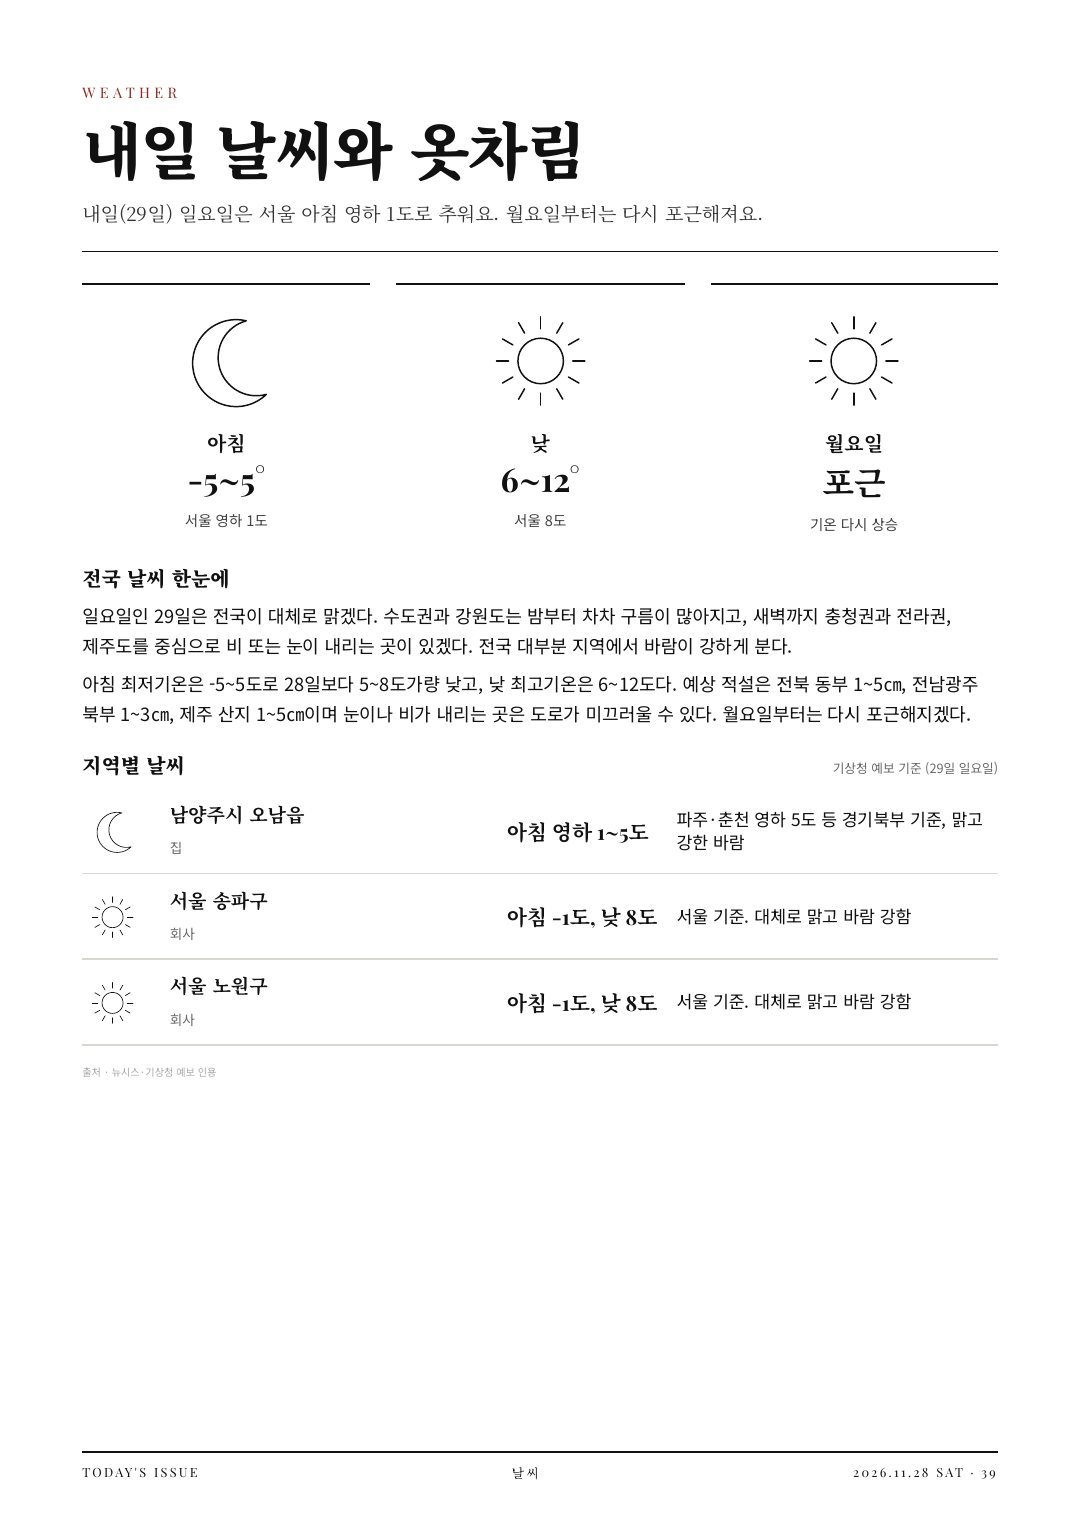 WEATHER
내일 날씨와 옷차림
내일(29일) 일요일은 서울 아침 영하 1도로 추워요. 월요일부터는 다시 포근해져요.
아침
-5~5°
서울 영하 1도
낮
6~12°
서울 8도
월요일
포근
기온 다시 상승
전국 날씨 한눈에
일요일인 29일은 전국이 대체로 맑겠다. 수도권과 강원도는 밤부터 차차 구름이 많아지고, 새벽까지 충청권과 전라권,
제주도를 중심으로 비 또는 눈이 내리는 곳이 있겠다. 전국 대부분 지역에서 바람이 강하게 분다.
아침 최저기온은 -5~5도로 28일보다 5~8도가량 낮고, 낮 최고기온은 6~12도다. 예상 적설은 전북 동부 1~5㎝, 전남광주
북부 1~3㎝, 제주 산지 1~5㎝이며 눈이나 비가 내리는 곳은 도로가 미끄러울 수 있다. 월요일부터는 다시 포근해지겠다.
지역별 날씨
기상청 예보 기준 (29일 일요일)
남양주시 오남읍
집
아침 영하 1~5도
파주·춘천 영하 5도 등 경기북부 기준, 맑고
강한 바람
서울 송파구
회사
아침 -1도, 낮 8도
서울 기준. 대체로 맑고 바람 강함
서울 노원구
회사
아침 -1도, 낮 8도
서울 기준. 대체로 맑고 바람 강함
출처 · 뉴시스·기상청 예보 인용
TODAY'S ISSUE
날씨
2026.11.28 SAT · 39